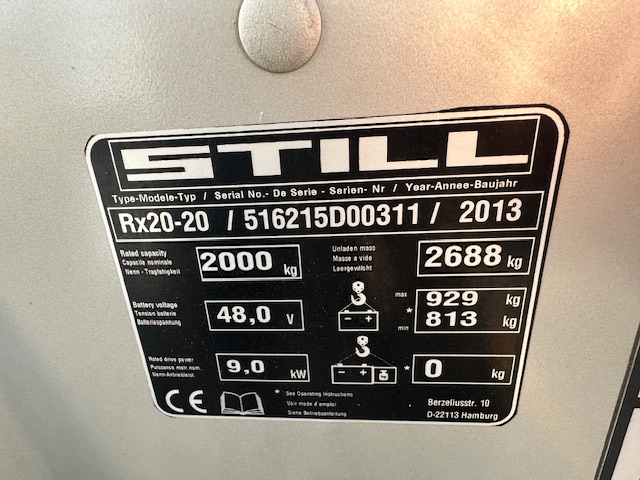 STILL
Type-Modele-Typ / Serial No.- De Serie - Serien- Nr / Year-Annee-Baujahr
Rx20-20 / 516215D00311 / 2013
Rated capacity
Capacite nominale
Nenn - Tragfähigkeit
2000 kg
Unladen mass
Masse a vide
Leergewicht
2688 kg
Battery voltage
Tension batterie
Batteriespannung
48,0 V
- +
*
max 929 kg
min 813 kg
Rated drive power
Puissance motr. nom.
Nenn-Antriebsleist.
9,0 kW
- +
* 0 kg
CE
* See Operating Instructions
Voir mode d'emploi
Siehe Betriebsanleitung
Berzeliusstr. 10
D-22113 Hamburg